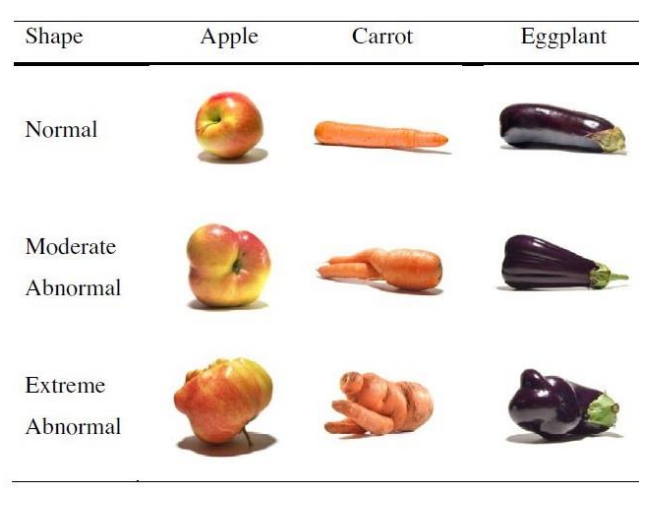 Shape Apple Carrot Eggplant
Normal
Moderate
Abnormal
Extreme
Abnormal